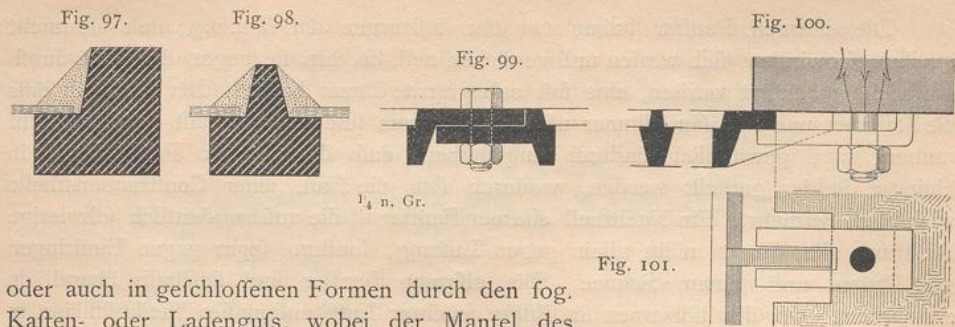 Fig. 97.
Fig. 98.
Fig. 99.
Fig. 100.
1/4 n. Gr.
Fig. 101.
oder auch in geſchloſſenen Formen durch den ſog.
Kaſten- oder Ladenguſs, wobei der Mantel des